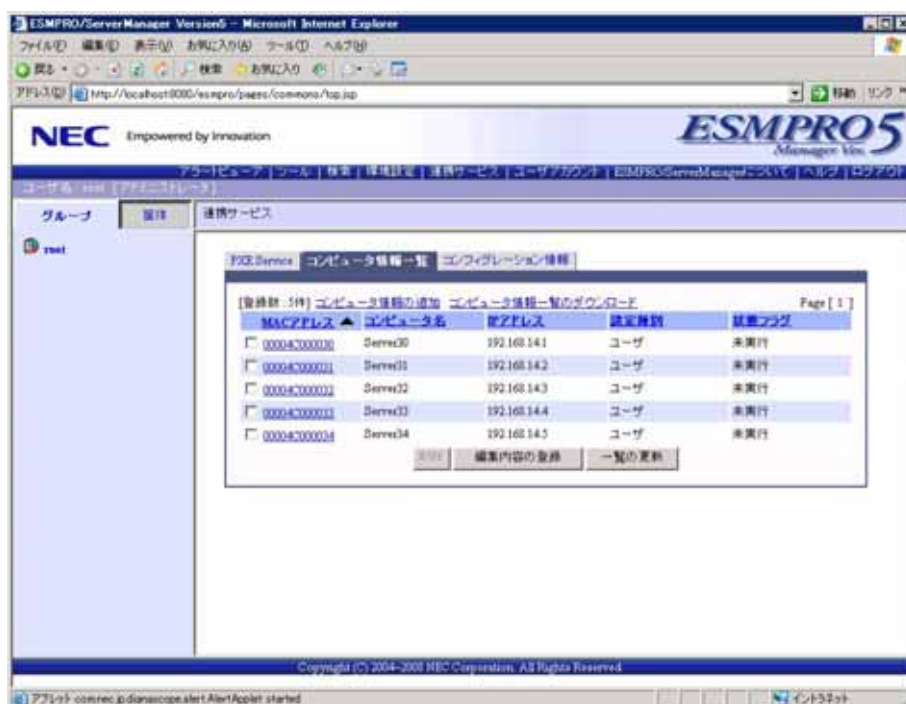 ESMPRO/ServerManager Version5 - Microsoft Internet Explorer
ファイル(F) 編集(E) 表示(V) お気に入り(A) ツール(T) ヘルプ(H)
戻る 検索 お気に入り
アドレス(D) http://localhost:8080/esmpro/pages/commons/top.jsp 移動 リンク
NEC Empowered by Innovation
ESMPRO5
Manager Ver.
アラートビューア | ツール | 検索 | 環境設定 | 連携サービス | ユーザアカウント | ESMPRO/ServerManagerについて | ヘルプ | ログアウト
ユーザ名 : root [アドミニストレータ]
グループ 筐体 連携サービス
root
PXE Service コンピュータ情報一覧 コンフィグレーション情報
[登録数 : 5件] コンピュータ情報の追加 コンピュータ情報一覧のダウンロード Page [ 1 ]
MACアドレス ▲ コンピュータ名 IPアドレス 設定種別 状態フラグ
00004C000030 Server30 192.168.14.1 ユーザ 未実行
00004C000031 Server31 192.168.14.2 ユーザ 未実行
00004C000032 Server32 192.168.14.3 ユーザ 未実行
00004C000033 Server33 192.168.14.4 ユーザ 未実行
00004C000034 Server34 192.168.14.5 ユーザ 未実行
編集内容の登録 一覧の更新
Copyright (C) 2004-2008 NEC Corporation. All Rights Reserved.
アプレット com.nec.jp.dianascope.alert.AlertApplet started イントラネット